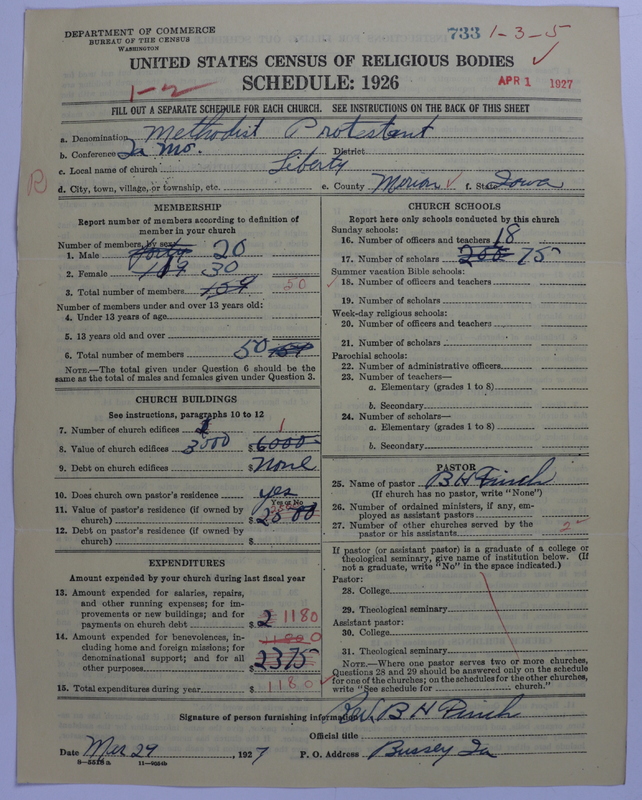 DEPARTMENT OF COMMERCE
BUREAU OF THE CENSUS
WASHINGTON
733 1-3-5
UNITED STATES CENSUS OF RELIGIOUS BODIES
SCHEDULE: 1926
1-2
APR 1 1927
FILL OUT A SEPARATE SCHEDULE FOR EACH CHURCH. SEE INSTRUCTIONS ON THE BACK OF THIS SHEET
a. Denomination Methodist Protestant
b. Conference Ia Mo. District
c. Local name of church Liberty
R
d. City, town, village, or township, etc. e. County Merion f. State Iowa
MEMBERSHIP
Report number of members according to definition of member in your church
Number of members, by sex:
1. Male forty 20
2. Female 119 30
3. Total number of members 159 50
Number of members under and over 13 years old:
4. Under 13 years of age
5. 13 years old and over
6. Total number of members 50 159
NOTE.—The total given under Question 6 should be same as the total of males and females given under Question 3.
CHURCH BUILDINGS
See instructions, paragraphs 10 to 12
7. Number of church edifices 1 1
8. Value of church edifices 3000 $ 6000
9. Debt on church edifices $ None
10. Does church own pastor's residence yes
Yes or No
11. Value of pastor's residence (if owned by church) $ 2500
12. Debt on pastor's residence (if owned by church) $
EXPENDITURES
Amount expended by your church during last fiscal year
13. Amount expended for salaries, repairs, and other running expenses; for improvements or new buildings; and for payments on church debt $ 1180
14. Amount expended for benevolences, including home and foreign missions; for denominational support; and for all other purposes 2375
15. Total expenditures during year $ 1180
CHURCH SCHOOLS
Report here only schools conducted by this church
Sunday schools:
16. Number of officers and teachers 18
17. Number of scholars 200 75
Summer vacation Bible schools:
18. Number of officers and teachers
19. Number of scholars
Week-day religious schools:
20. Number of officers and teachers
21. Number of scholars
Parochial schools:
22. Number of administrative officers
23. Number of teachers—
a. Elementary (grades 1 to 8)
b. Secondary
24. Number of scholars—
a. Elementary (grades 1 to 8)
b. Secondary
PASTOR
25. Name of pastor B H Finch
(If church has no pastor, write "None")
26. Number of ordained ministers, if any, employed as assistant pastors
27. Number of other churches served by the pastor or his assistants 2
If pastor (or assistant pastor) is a graduate of a college or theological seminary, give name of institution below. (If not a graduate, write "No" in the space indicated.)
Pastor:
28. College
29. Theological seminary
Assistant pastor:
30. College
31. Theological seminary
NOTE.—Where one pastor serves two or more churches, Questions 28 and 29 should be answered only on the schedule for one of the churches; on the schedules for the other churches, write "See schedule for church."
Signature of person furnishing information Rev. B H Finch
Official title
Date Mer 29 1927 P. O. Address Bussey Ia